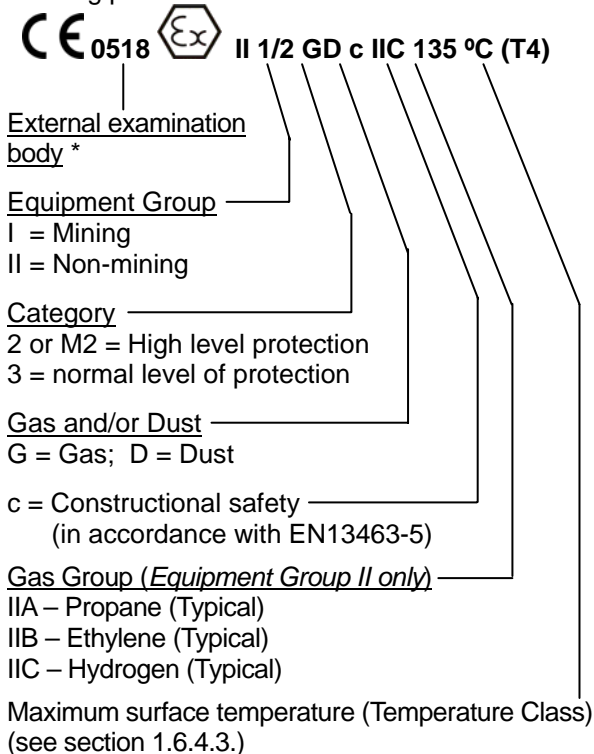 CE 0518 Ex II 1/2 GD c IIC 135 ºC (T4)
External examination
body *
Equipment Group
I = Mining
II = Non-mining
Category
2 or M2 = High level protection
3 = normal level of protection
Gas and/or Dust
G = Gas; D = Dust
c = Constructional safety
(in accordance with EN13463-5)
Gas Group (Equipment Group II only)
IIA – Propane (Typical)
IIB – Ethylene (Typical)
IIC – Hydrogen (Typical)
Maximum surface temperature (Temperature Class)
(see section 1.6.4.3.)